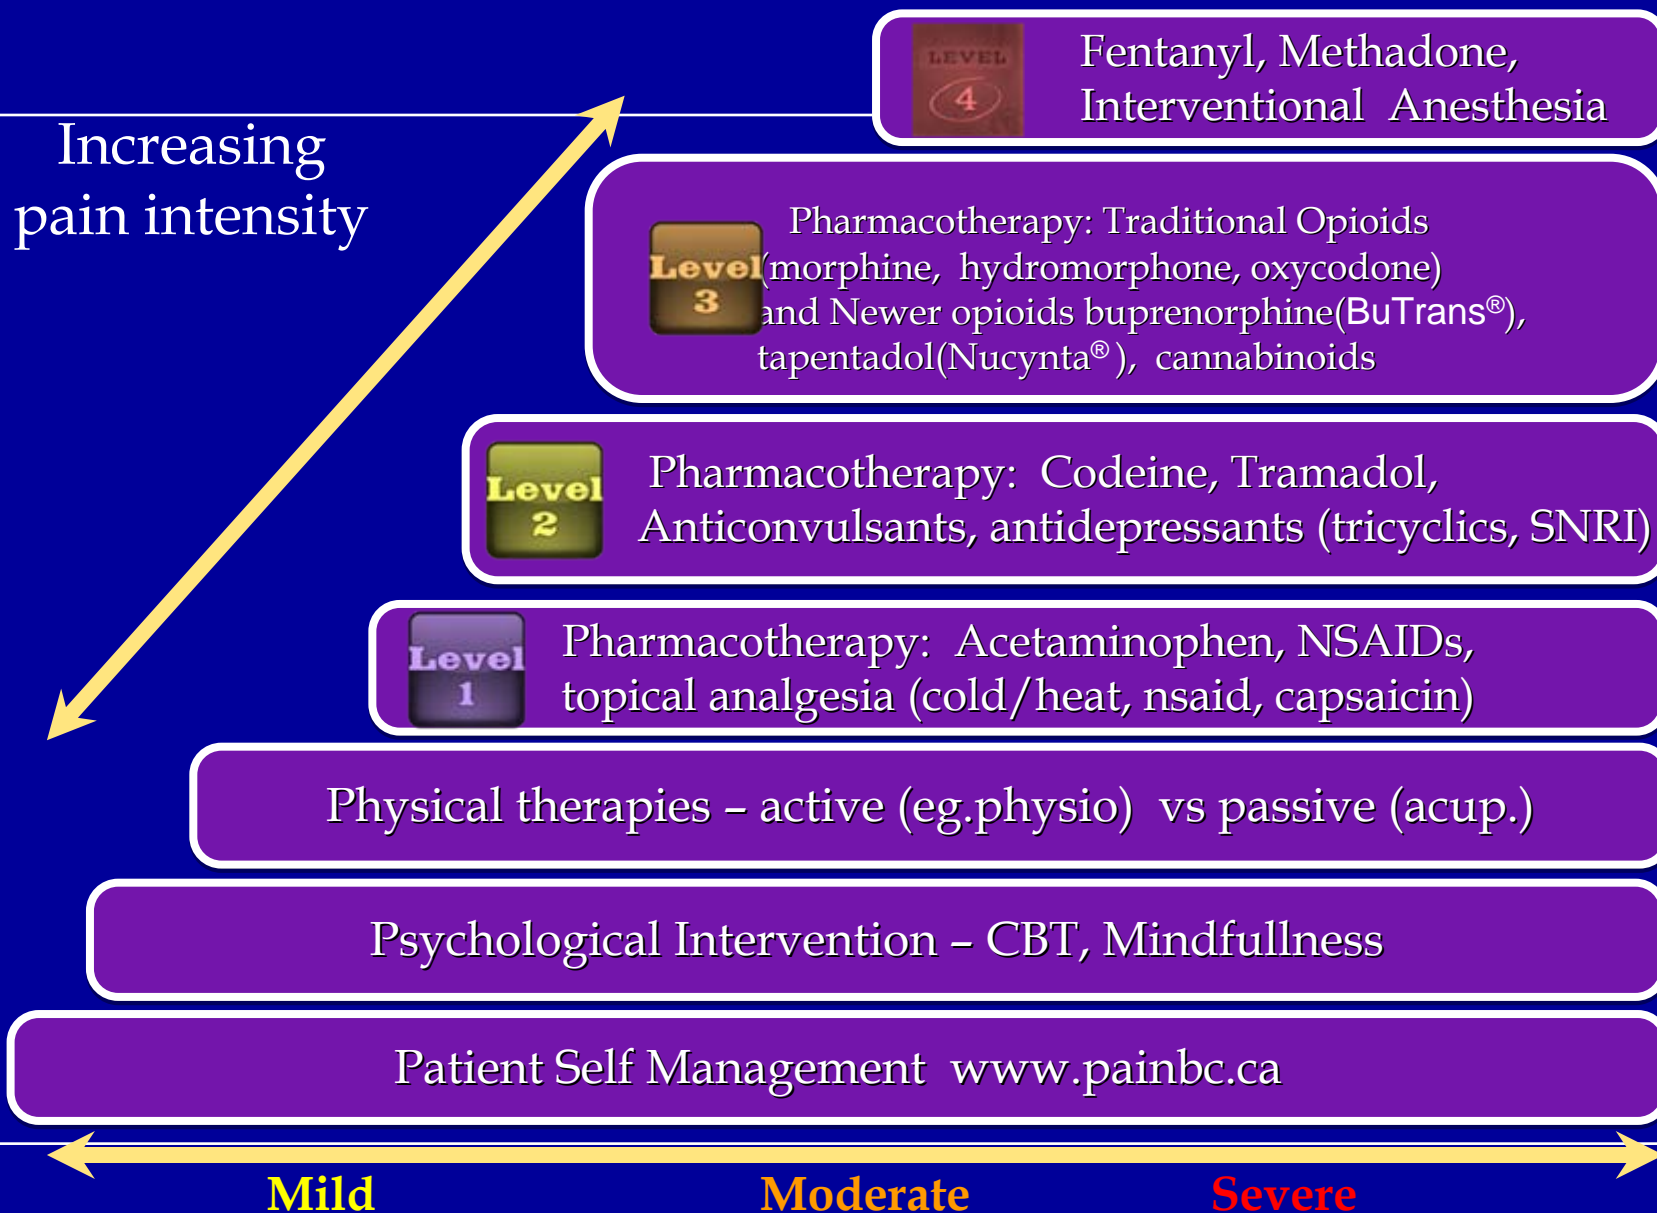 LEVEL
4
Fentanyl, Methadone,
Interventional Anesthesia
Increasing
pain intensity
Level
3
Pharmacotherapy: Traditional Opioids
(morphine, hydromorphone, oxycodone)
and Newer opioids buprenorphine(BuTrans®),
tapentadol(Nucynta® ), cannabinoids
Level
2
Pharmacotherapy: Codeine, Tramadol,
Anticonvulsants, antidepressants (tricyclics, SNRI)
Level
1
Pharmacotherapy: Acetaminophen, NSAIDs,
topical analgesia (cold/heat, nsaid, capsaicin)
Physical therapies – active (eg.physio) vs passive (acup.)
Psychological Intervention – CBT, Mindfullness
Patient Self Management www.painbc.ca
Mild Moderate Severe